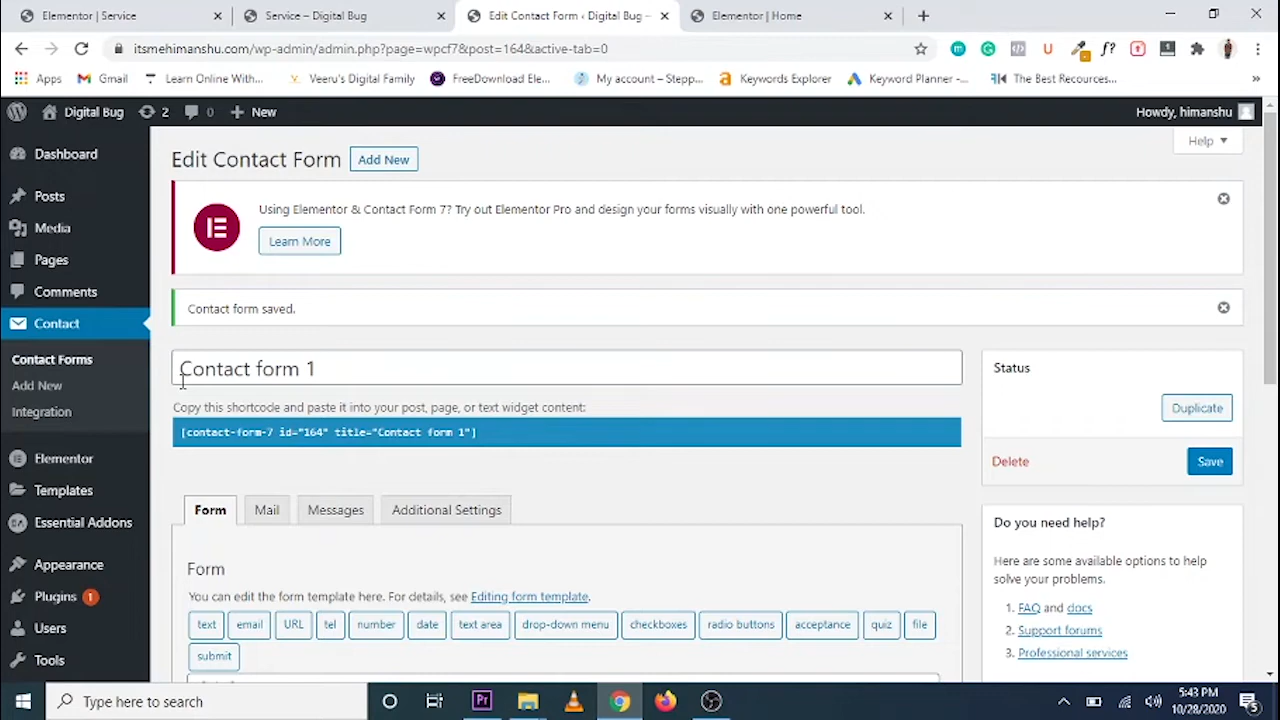 Elementor | Service
Service – Digital Bug
Edit Contact Form ‹ Digital Bug –
Elementor | Home
itsmehimanshu.com/wp-admin/admin.php?page=wpcf7&post=164&active-tab=0
Apps
Gmail
Learn Online With...
Veeru's Digital Family
FreeDownload Ele...
My account – Stepp...
Keywords Explorer
Keyword Planner -...
The Best Recources...
Digital Bug
2
0
New
Howdy, himanshu
Dashboard
Posts
Media
Pages
Comments
Contact
Contact Forms
Add New
Integration
Elementor
Templates
Essential Addons
Appearance
Plugins 1
Users
Tools
Help
Edit Contact Form
Add New
Using Elementor & Contact Form 7? Try out Elementor Pro and design your forms visually with one powerful tool.
Learn More
Contact form saved.
Contact form 1
Copy this shortcode and paste it into your post, page, or text widget content:
[contact-form-7 id="164" title="Contact form 1"]
Form
Mail
Messages
Additional Settings
Form
You can edit the form template here. For details, see Editing form template.
text
email
URL
tel
number
date
text area
drop-down menu
checkboxes
radio buttons
acceptance
quiz
file
submit
Status
Duplicate
Delete
Save
Do you need help?
Here are some available options to help
solve your problems.
1. FAQ and docs
2. Support forums
3. Professional services
Type here to search
5:43 PM
10/28/2020
5